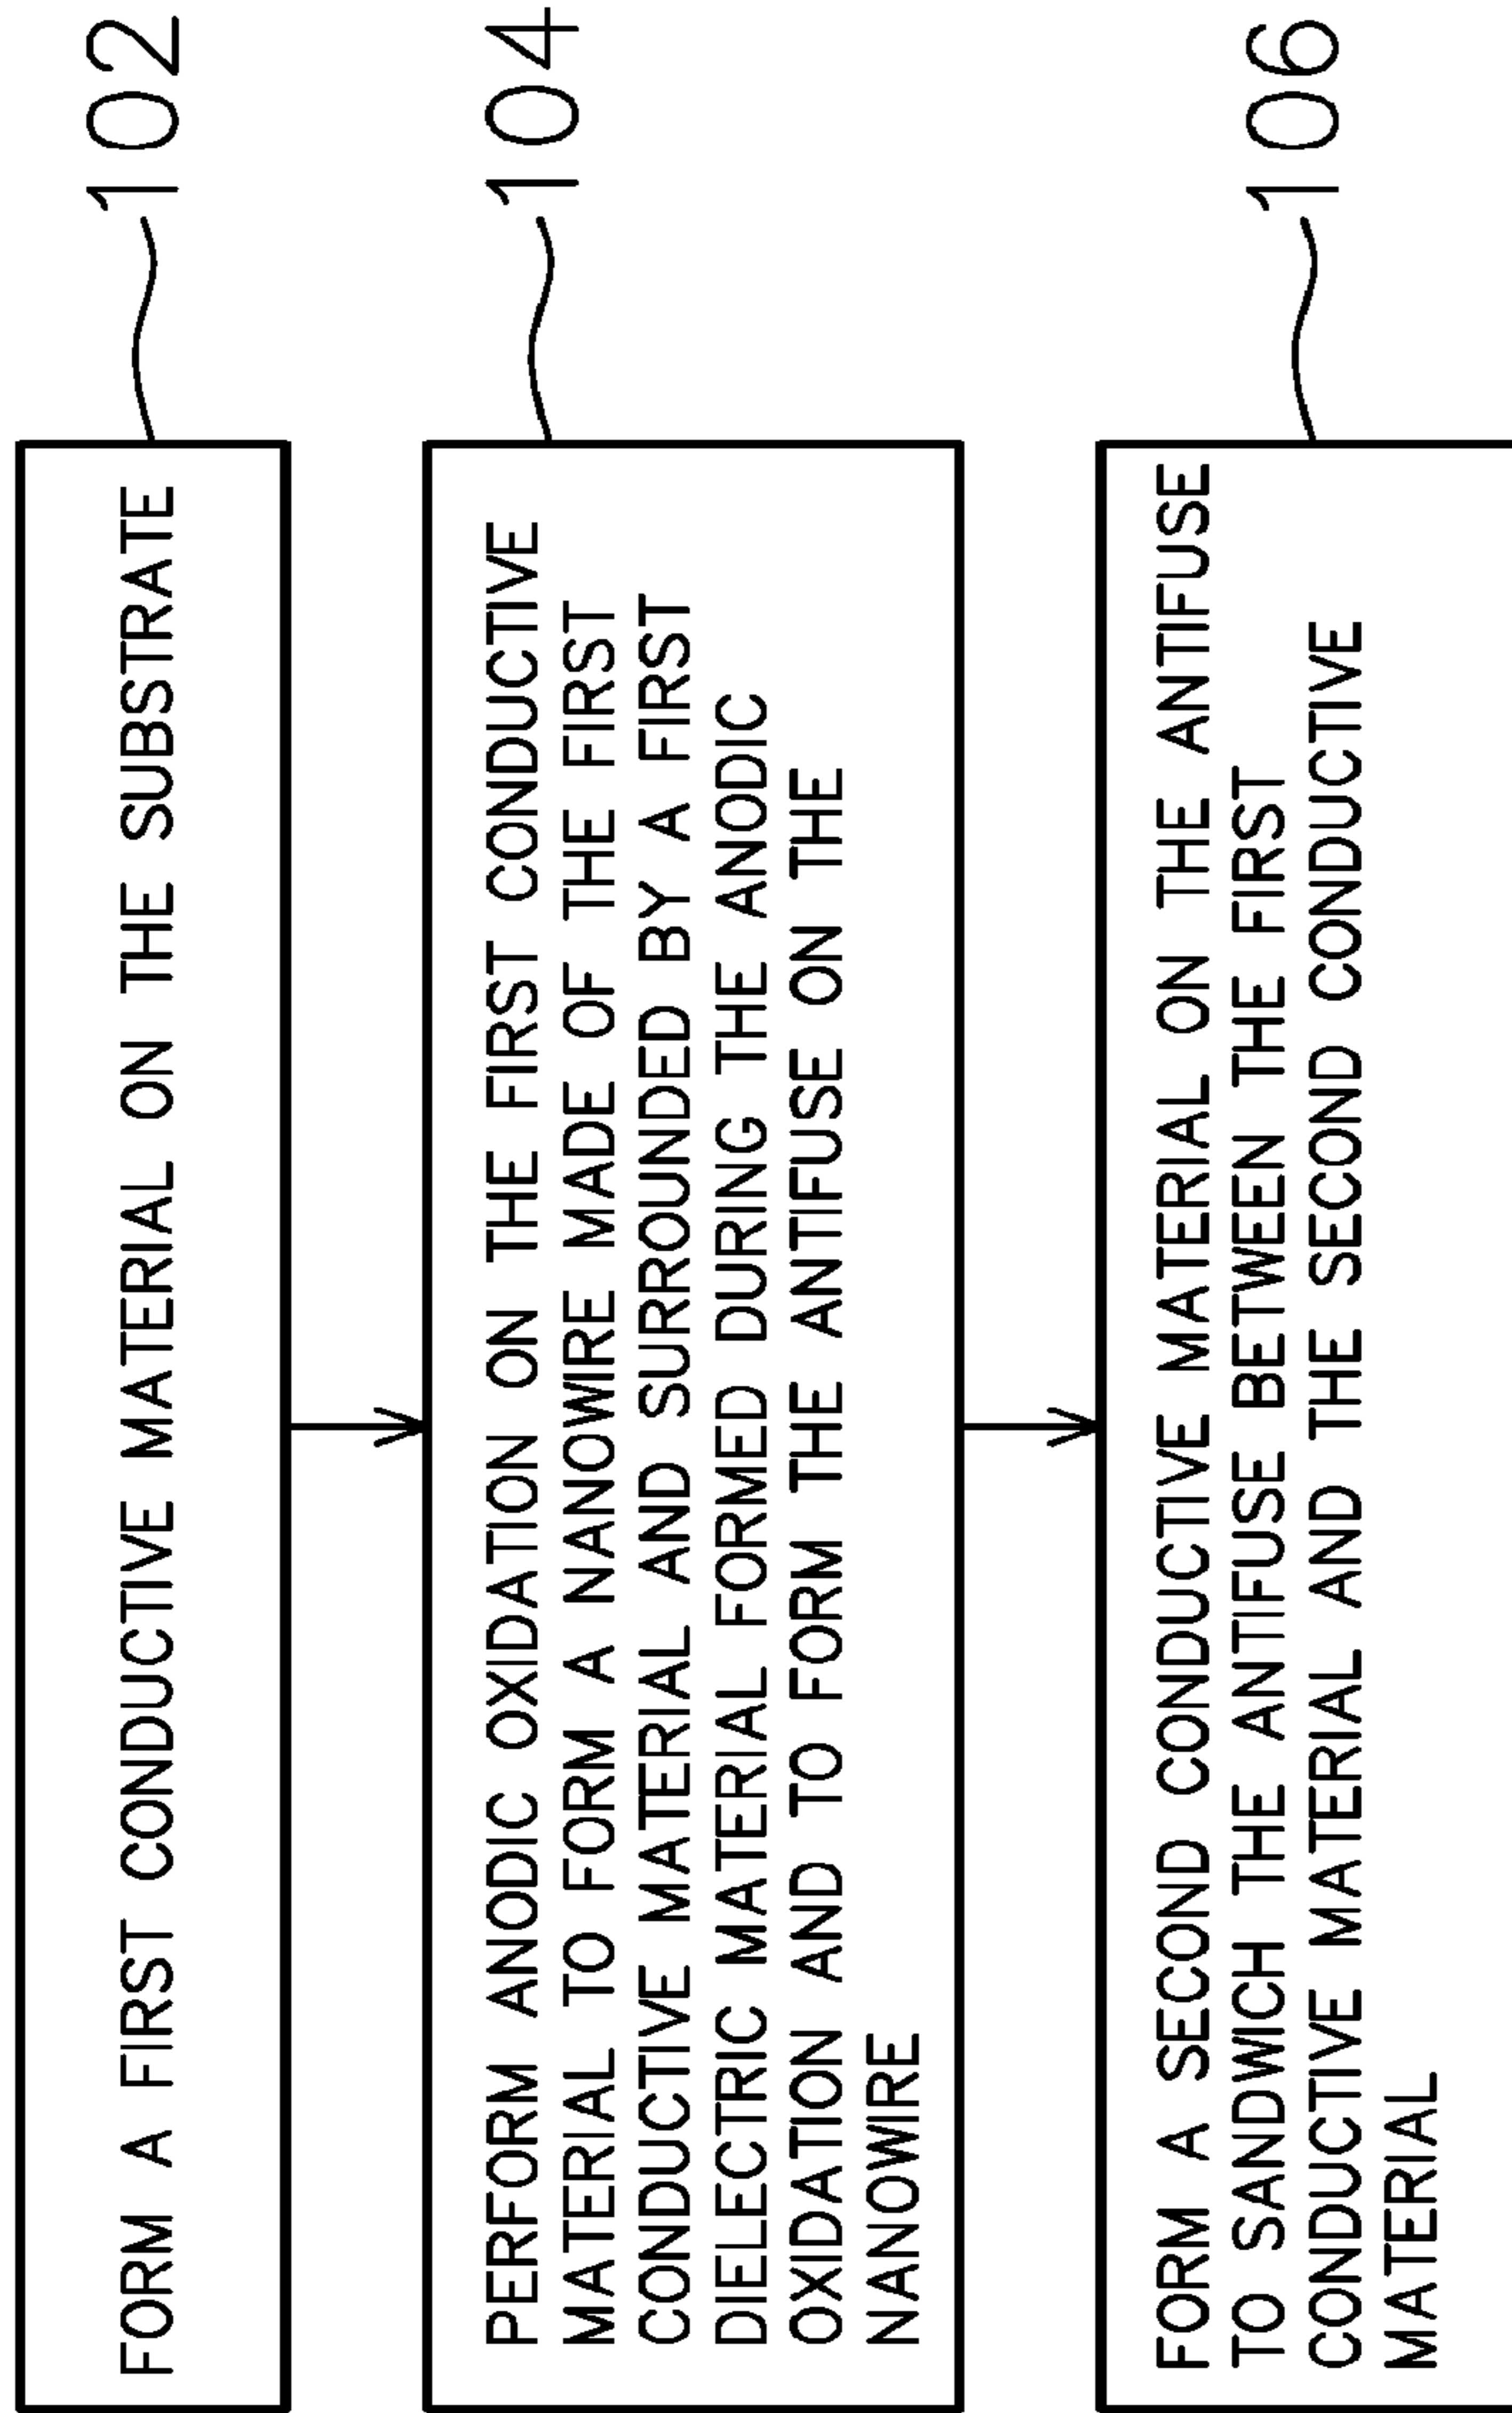 FORM A FIRST CONDUCTIVE MATERIAL ON THE SUBSTRATE
102
PERFORM ANODIC OXIDATION ON THE FIRST CONDUCTIVE
MATERIAL TO FORM A NANOWIRE MADE OF THE FIRST
CONDUCTIVE MATERIAL AND SURROUNDED BY A FIRST
DIELECTRIC MATERIAL FORMED DURING THE ANODIC
OXIDATION AND TO FORM THE ANTIFUSE ON THE
NANOWIRE
104
FORM A SECOND CONDUCTIVE MATERIAL ON THE ANTIFUSE
TO SANDWICH THE ANTIFUSE BETWEEN THE FIRST
CONDUCTIVE MATERIAL AND THE SECOND CONDUCTIVE
MATERIAL
106